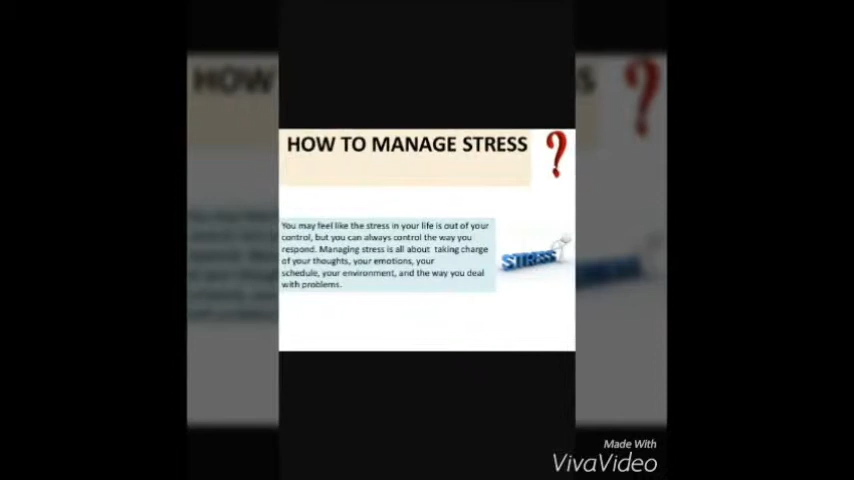 HOW TO MANAGE STRESS ?
You may feel like the stress in your life is out of your
control, but you can always control the way you
respond. Managing stress is all about taking charge
of your thoughts, your emotions, your
schedule, your environment, and the way you deal
with problems.
STRESS
Made With
VivaVideo